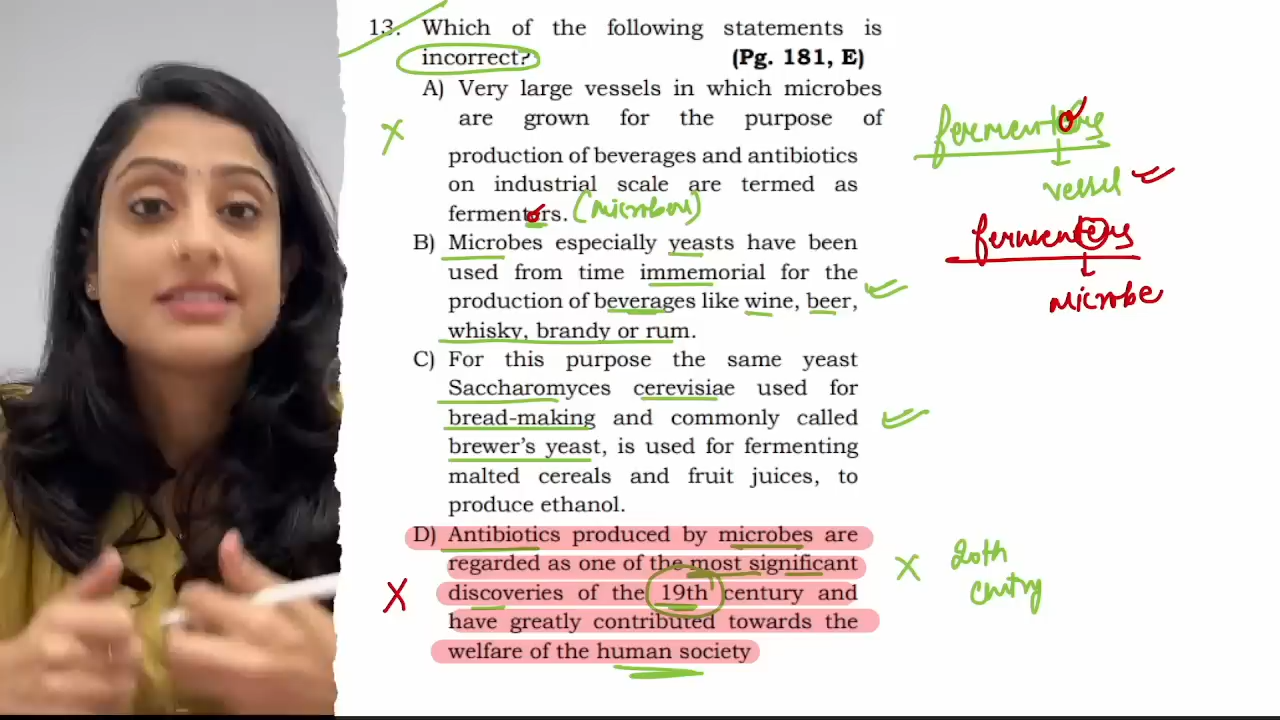 13. Which of the following statements is
incorrect? (Pg. 181, E)
A) Very large vessels in which microbes
are grown for the purpose of
production of beverages and antibiotics
on industrial scale are termed as
fermentors. (microbes)
B) Microbes especially yeasts have been
used from time immemorial for the
production of beverages like wine, beer,
whisky, brandy or rum.
C) For this purpose the same yeast
Saccharomyces cerevisiae used for
bread-making and commonly called
brewer's yeast, is used for fermenting
malted cereals and fruit juices, to
produce ethanol.
D) Antibiotics produced by microbes are
regarded as one of the most significant
discoveries of the 19th century and
have greatly contributed towards the
welfare of the human society
fermentors
vessel
fermenters
microbe
20th
century